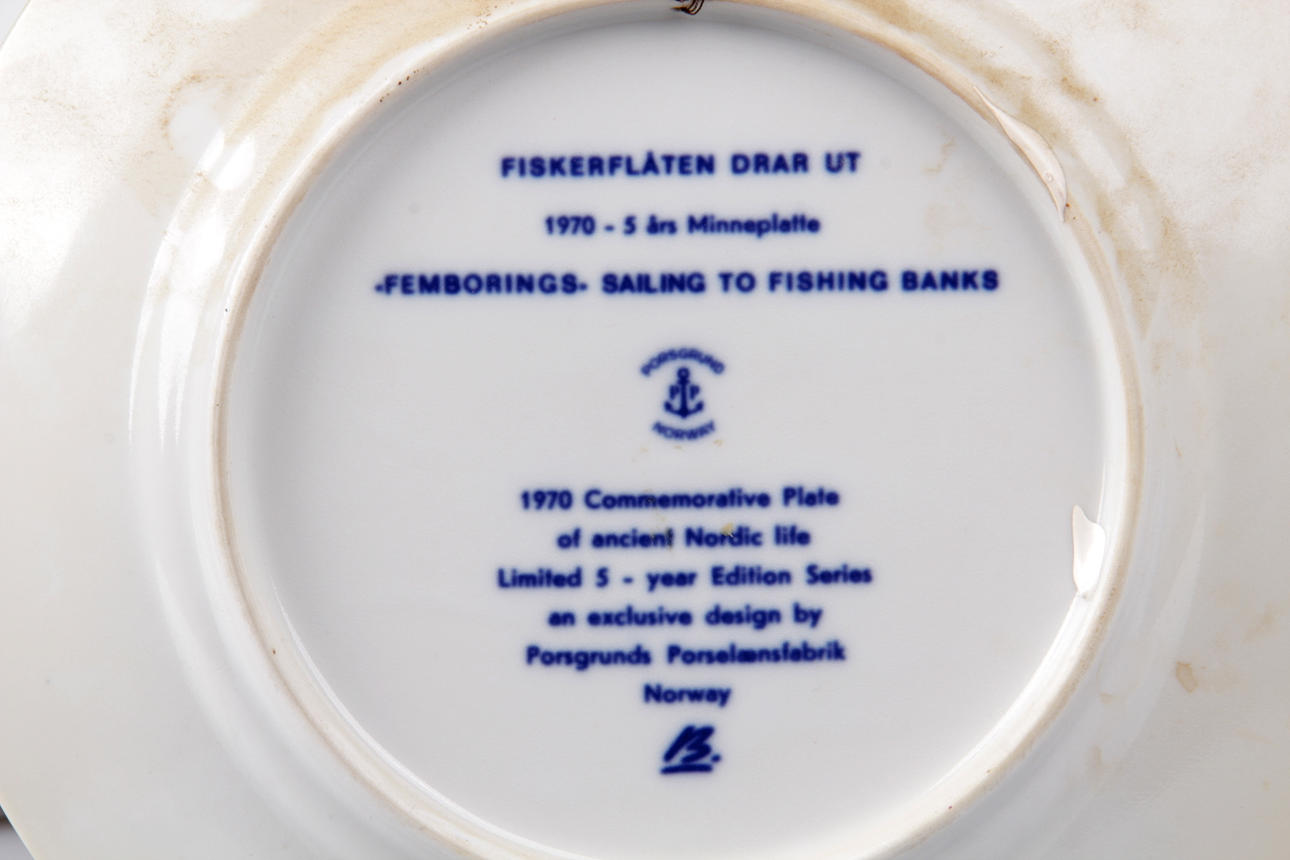 FISKERFLÅTEN DRAR UT
1970 - 5 års Minneplatte
«FEMBORINGS» SAILING TO FISHING BANKS
PORSGRUND
P P
NORWAY
1970 Commemorative Plate
of ancient Nordic life
Limited 5 - year Edition Series
an exclusive design by
Porsgrunds Porselænsfabrik
Norway
B.